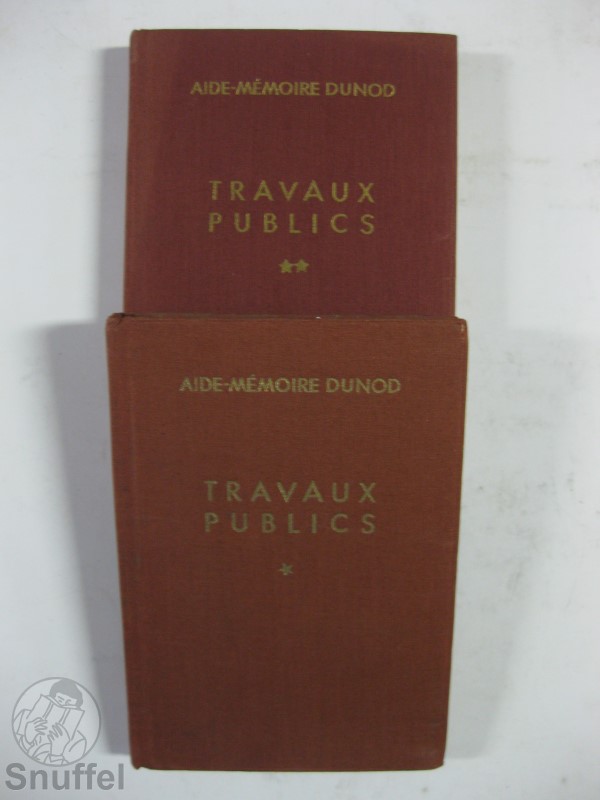 AIDE-MÉMOIRE DUNOD
TRAVAUX
PUBLICS
AIDE-MÉMOIRE DUNOD
TRAVAUX
PUBLICS
Snuffel